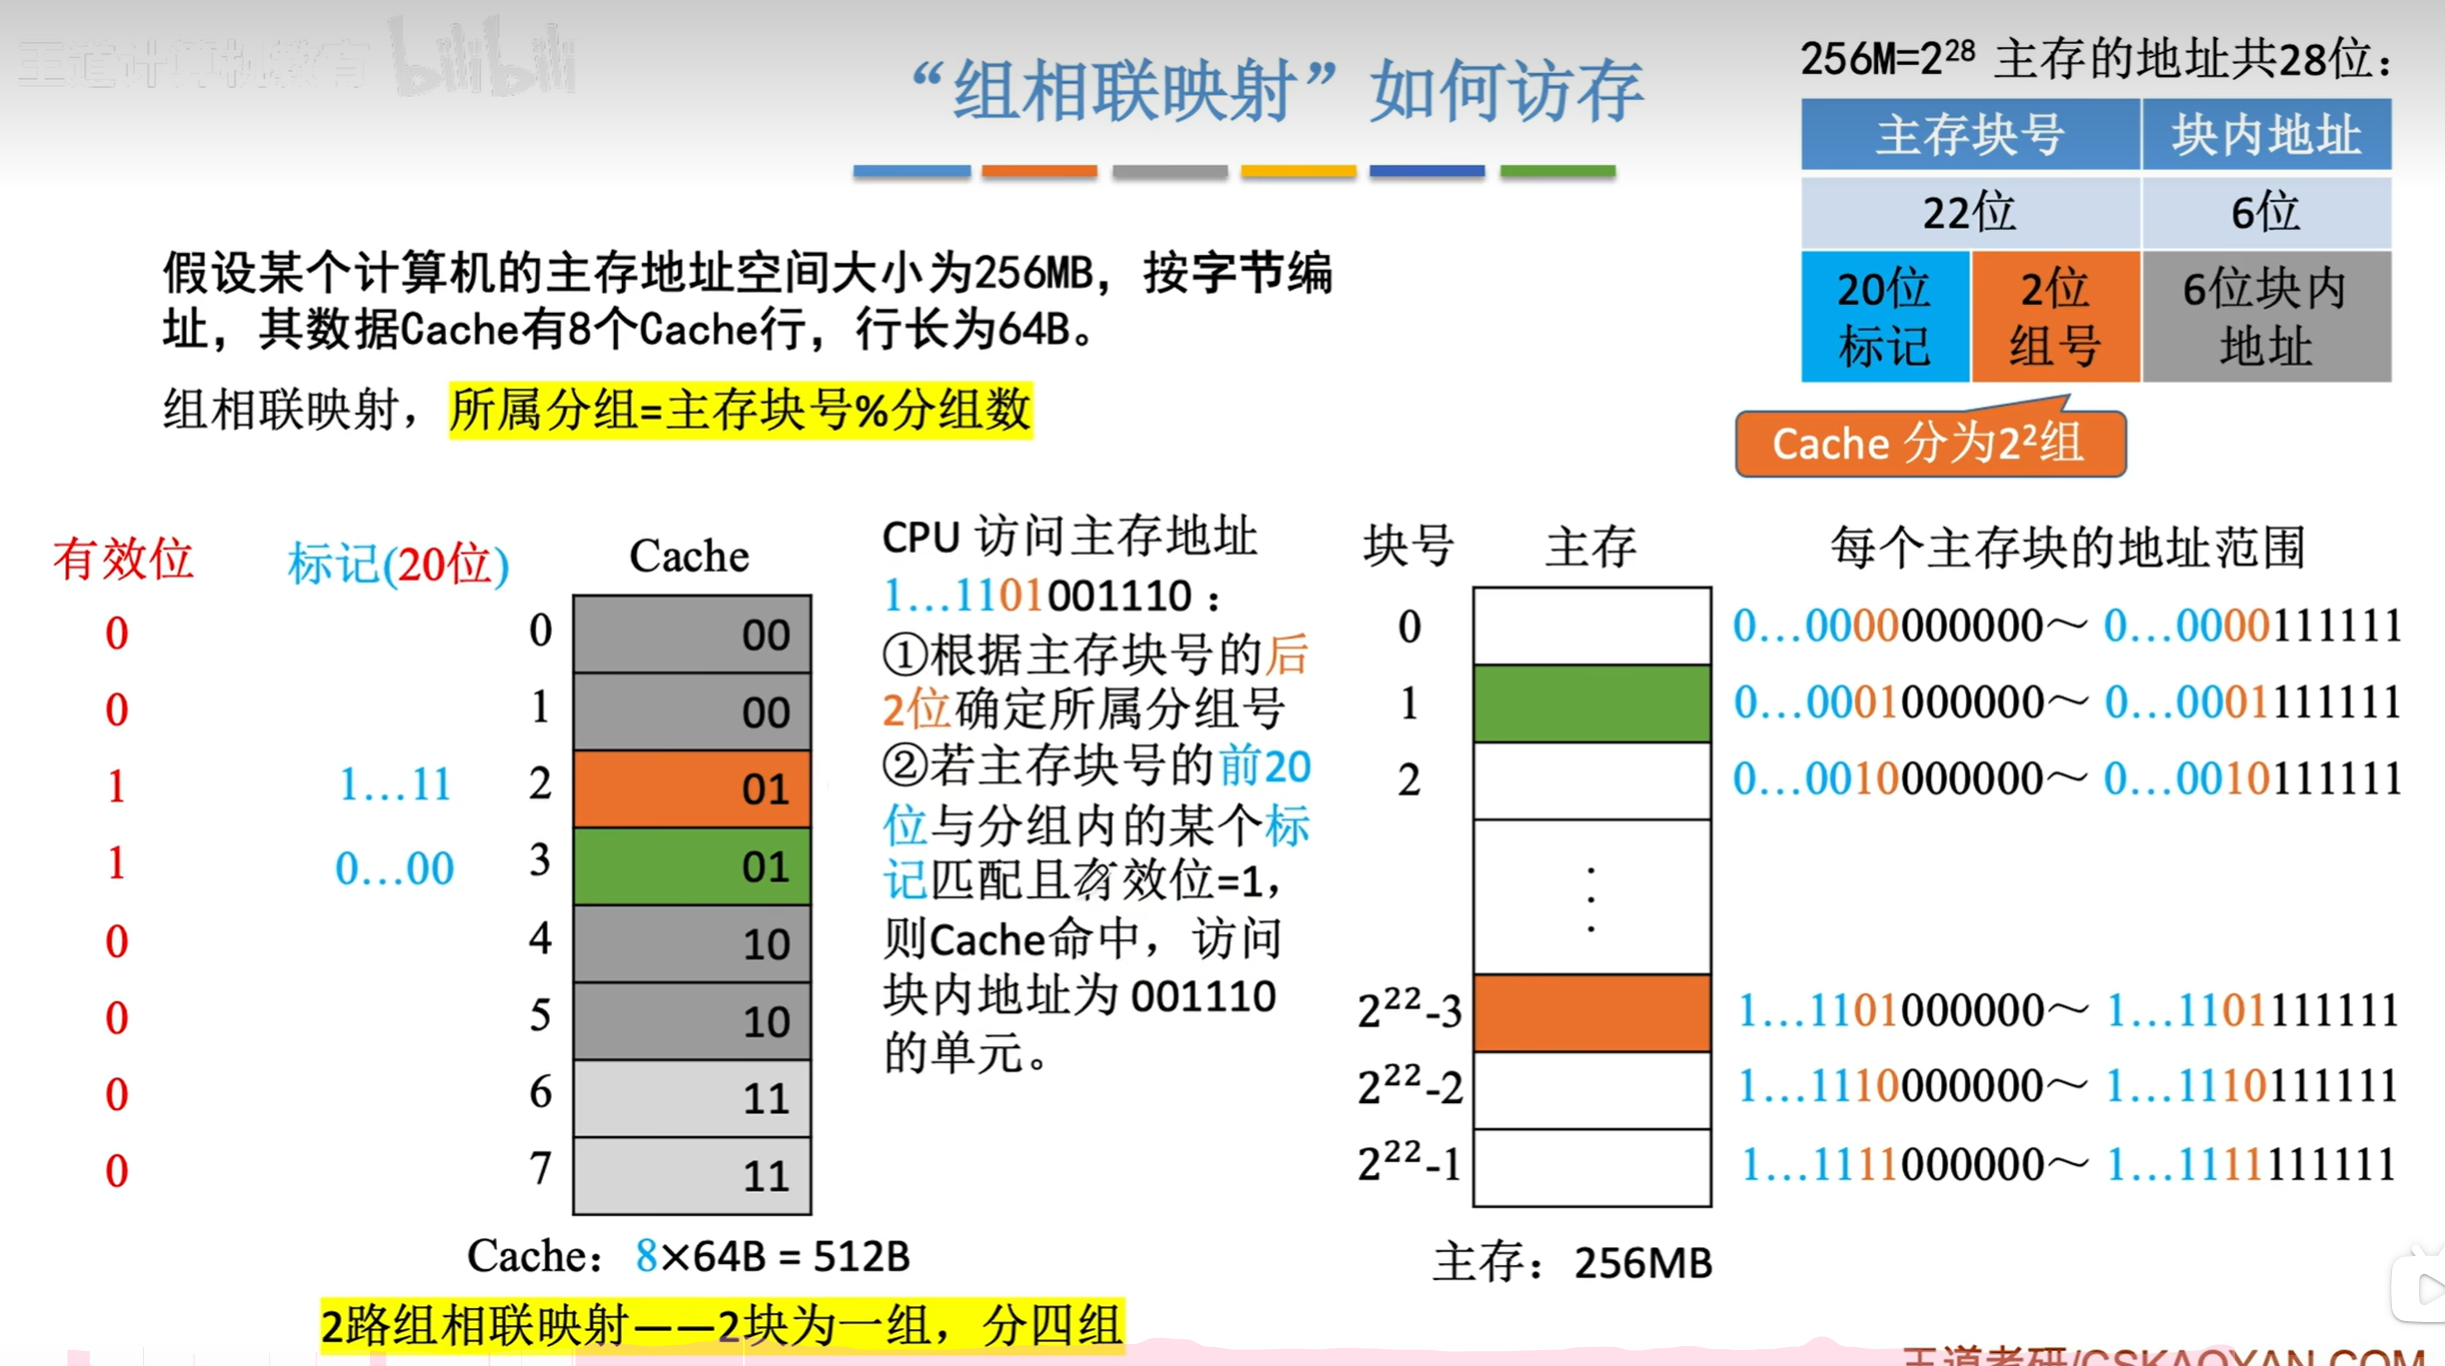 王道计算机教育 bilibili
“组相联映射”如何访存
256M=2²⁸ 主存的地址共28位：
主存块号 块内地址
22位 6位
20位标记 2位组号 6位块内地址
Cache 分为2²组
假设某个计算机的主存地址空间大小为256MB，按字节编
址，其数据Cache有8个Cache行，行长为64B。
组相联映射，所属分组=主存块号%分组数
有效位 标记(20位) Cache
0 0 00
0 1 00
1 1…11 2 01
1 0…00 3 01
0 4 10
0 5 10
0 6 11
0 7 11
Cache：8×64B = 512B
2路组相联映射——2块为一组，分四组
CPU 访问主存地址
1…1101001110：
①根据主存块号的后
2位确定所属分组号
②若主存块号的前20
位与分组内的某个标
记匹配且有效位=1，
则Cache命中，访问
块内地址为 001110
的单元。
块号 主存 每个主存块的地址范围
0 0…0000000000～ 0…0000111111
1 0…0001000000～ 0…0001111111
2 0…0010000000～ 0…0010111111
2²²-3 1…1101000000～ 1…1101111111
2²²-2 1…1110000000～ 1…1110111111
2²²-1 1…1111000000～ 1…1111111111
主存：256MB
王道考研/CSKAOYAN.COM